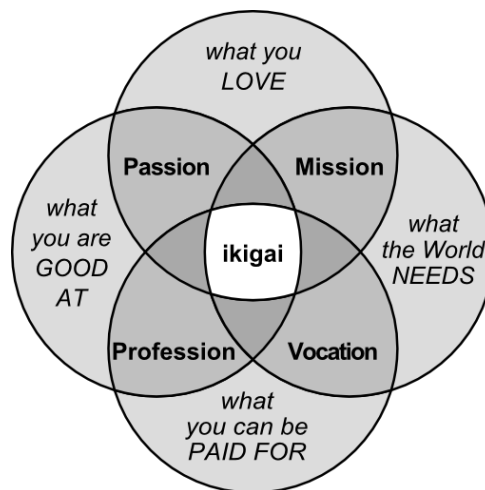 what you
LOVE
Passion
Mission
what
you are
GOOD
AT
ikigai
what
the World
NEEDS
Profession
Vocation
what
you can be
PAID FOR